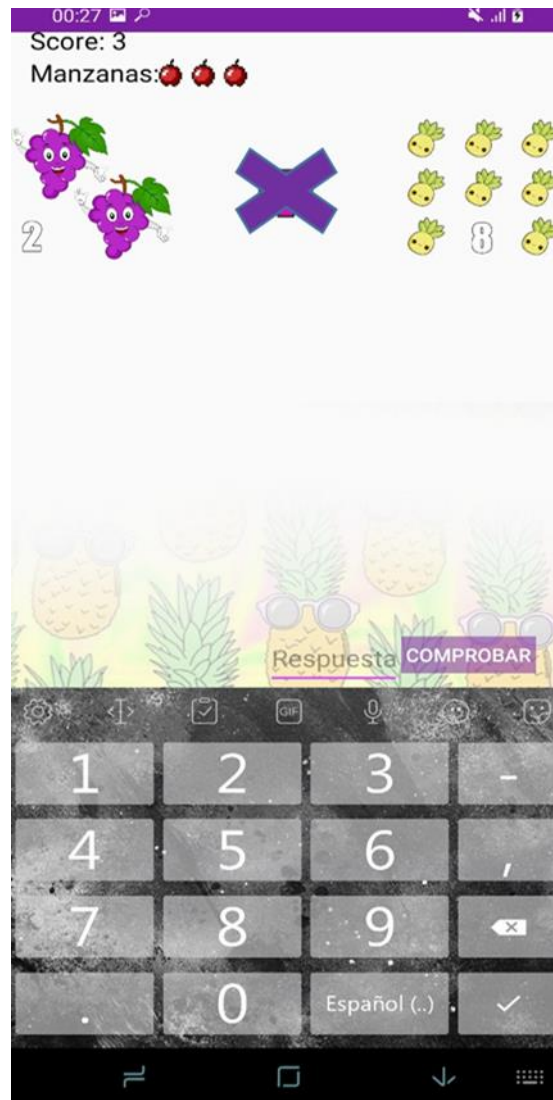 00:27
Score: 3
Manzanas:
2
8
Respuesta COMPROBAR
GIF
1 2 3 -
4 5 6 ,
7 8 9
. 0 Español (..)